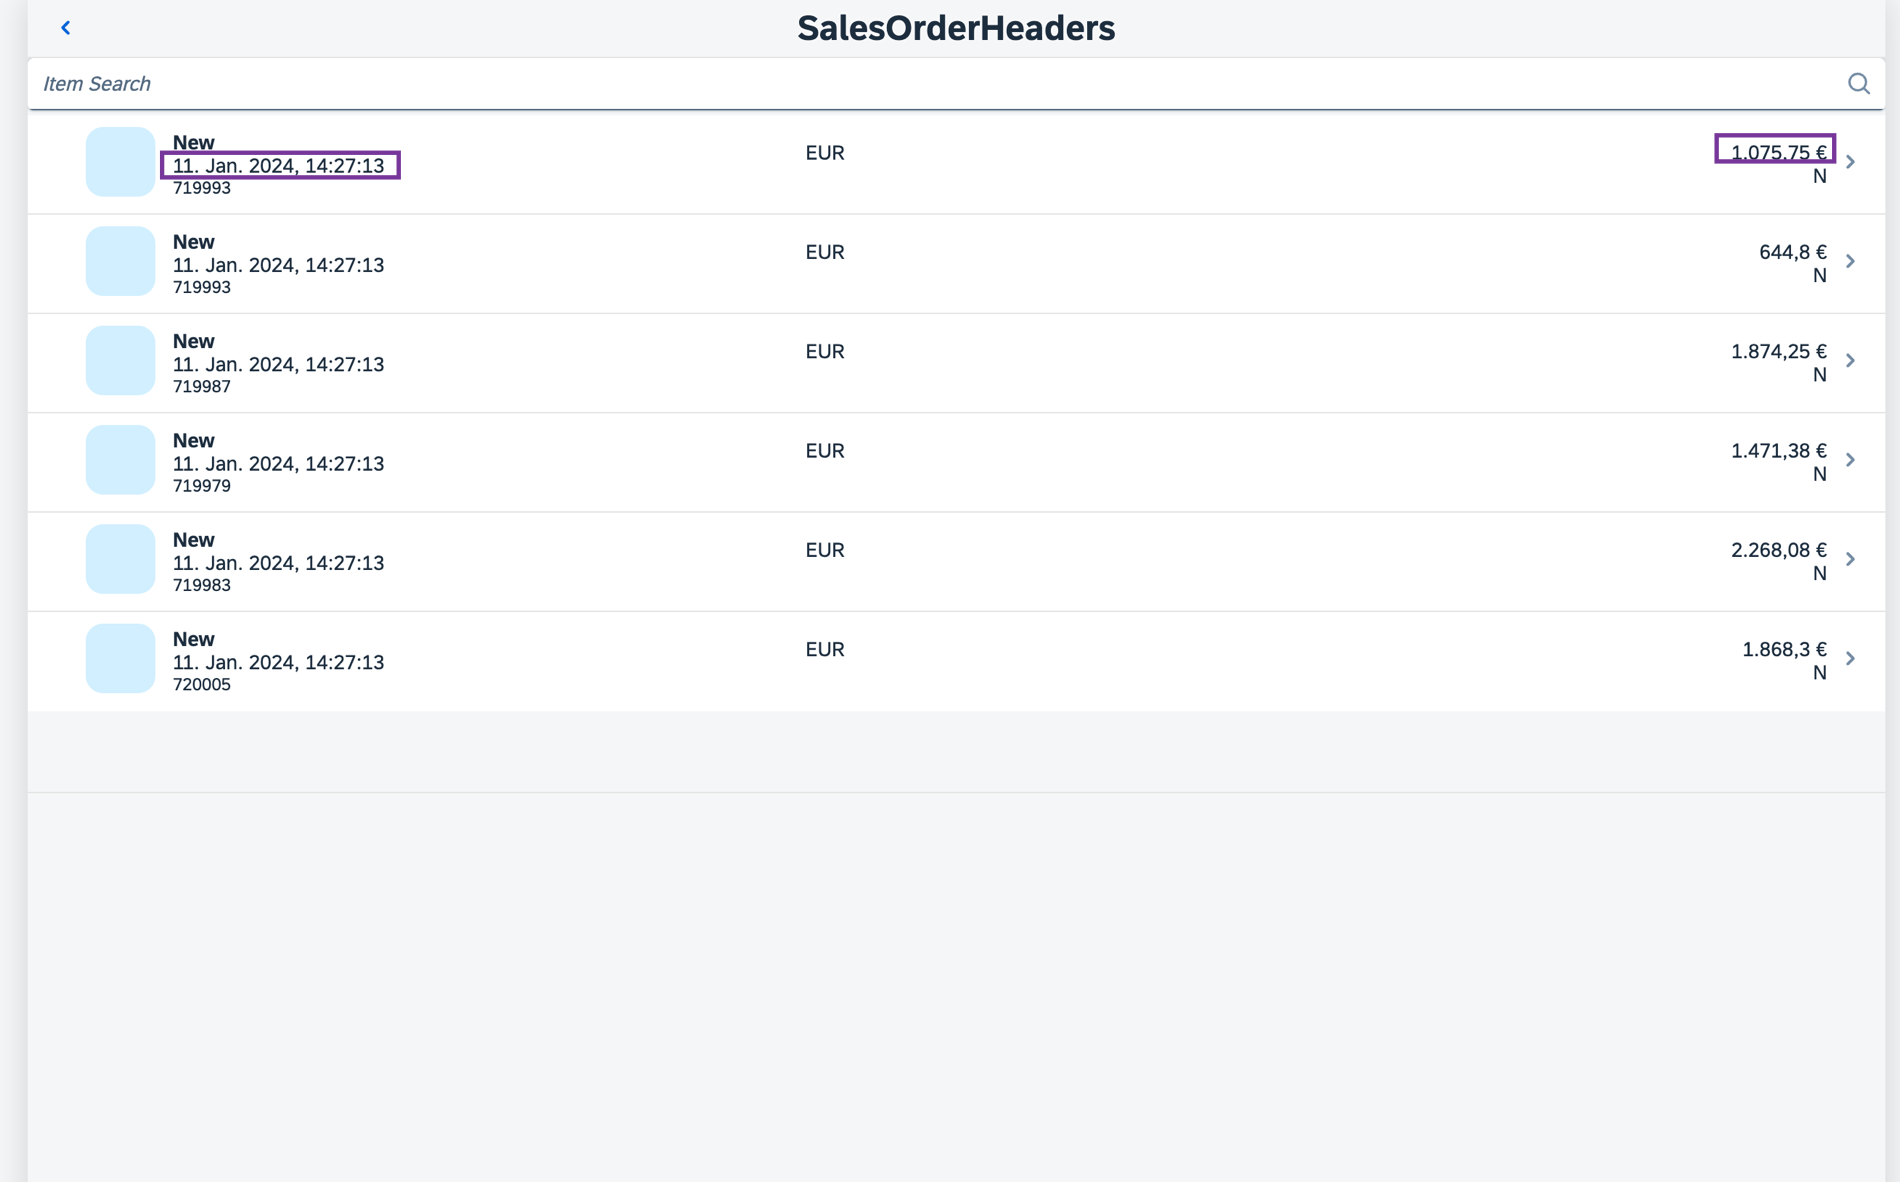 SalesOrderHeaders
Item Search
New
11. Jan. 2024, 14:27:13
719993
EUR
1.075,75 €
N
New
11. Jan. 2024, 14:27:13
719993
EUR
644,8 €
N
New
11. Jan. 2024, 14:27:13
719987
EUR
1.874,25 €
N
New
11. Jan. 2024, 14:27:13
719979
EUR
1.471,38 €
N
New
11. Jan. 2024, 14:27:13
719983
EUR
2.268,08 €
N
New
11. Jan. 2024, 14:27:13
720005
EUR
1.868,3 €
N